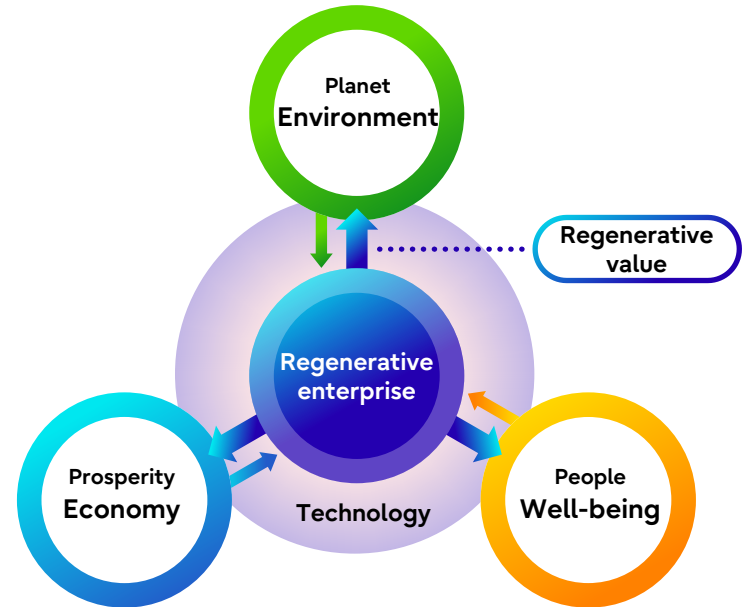 Planet
Environment
Regenerative
value
Regenerative
enterprise
Prosperity
Economy
Technology
People
Well-being